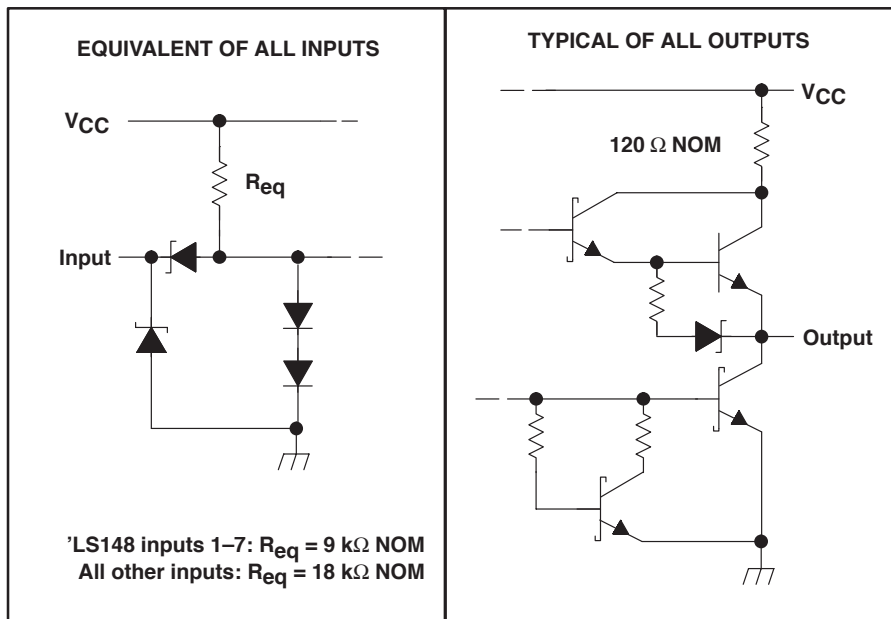 EQUIVALENT OF ALL INPUTS
VCC
Req
Input
'LS148 inputs 1–7: Req = 9 kΩ NOM
All other inputs: Req = 18 kΩ NOM
TYPICAL OF ALL OUTPUTS
VCC
120 Ω NOM
Output